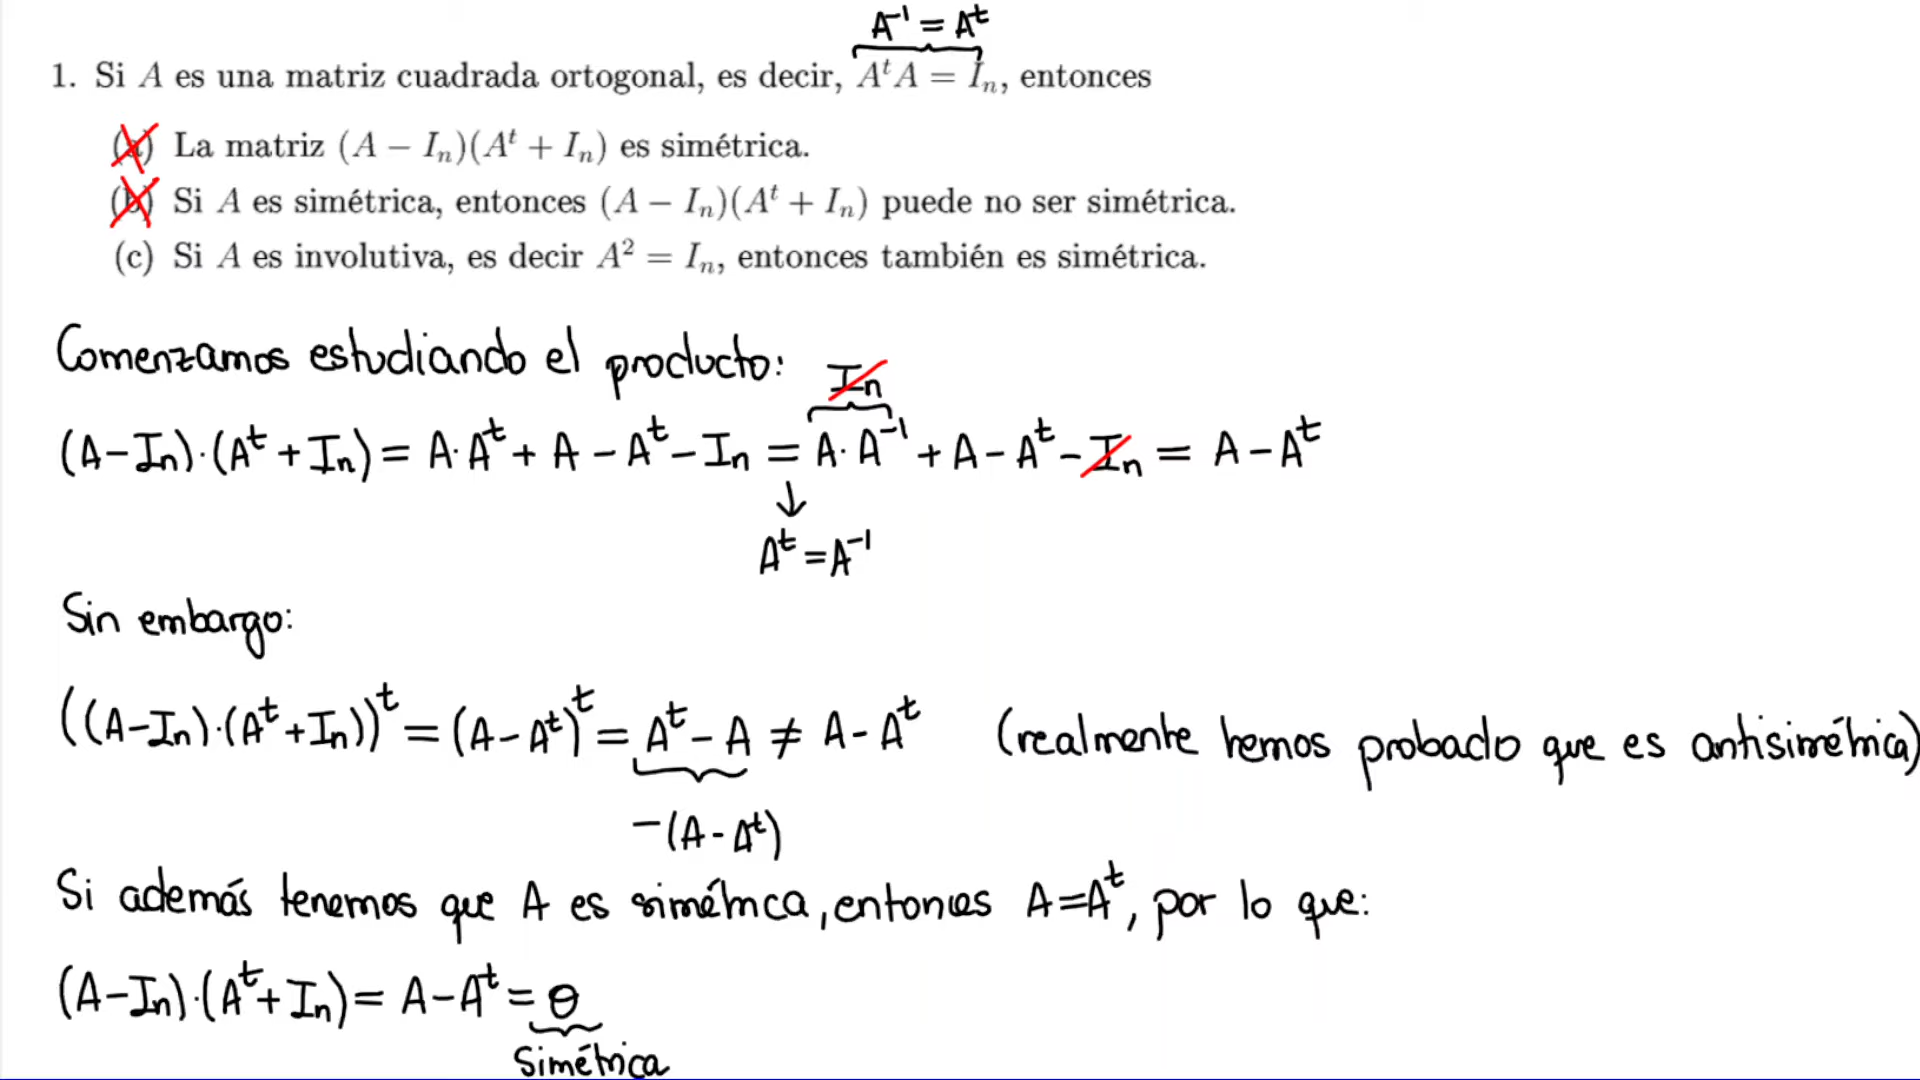 A⁻¹ = Aᵗ
1. Si A es una matriz cuadrada ortogonal, es decir, AᵗA = Iₙ, entonces
(a) La matriz (A − Iₙ)(Aᵗ + Iₙ) es simétrica.
(b) Si A es simétrica, entonces (A − Iₙ)(Aᵗ + Iₙ) puede no ser simétrica.
(c) Si A es involutiva, es decir A² = Iₙ, entonces también es simétrica.
Comenzamos estudiando el producto:
Iₙ
(A−Iₙ)·(Aᵗ+Iₙ) = A·Aᵗ + A − Aᵗ − Iₙ = A·A⁻¹ + A − Aᵗ − Iₙ = A − Aᵗ
↓
Aᵗ = A⁻¹
Sin embargo:
((A−Iₙ)·(Aᵗ+Iₙ))ᵗ = (A−Aᵗ)ᵗ = Aᵗ − A ≠ A − Aᵗ (realmente hemos probado que es antisimétrica)
−(A−Aᵗ)
Si además tenemos que A es simétrica, entonces A=Aᵗ, por lo que:
(A−Iₙ)·(Aᵗ+Iₙ) = A−Aᵗ = θ
Simétrica